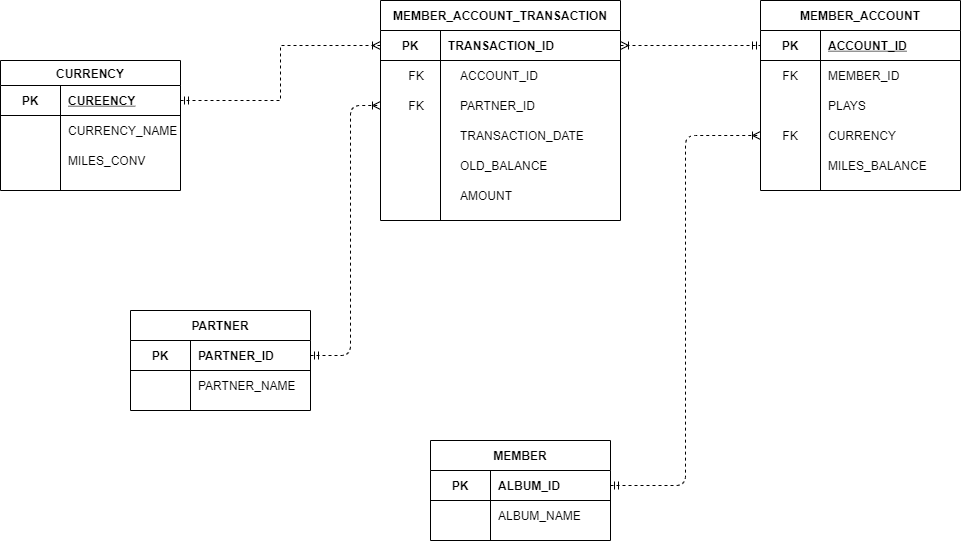 MEMBER_ACCOUNT_TRANSACTION
PK TRANSACTION_ID
FK ACCOUNT_ID
FK PARTNER_ID
TRANSACTION_DATE
OLD_BALANCE
AMOUNT
MEMBER_ACCOUNT
PK ACCOUNT_ID
FK MEMBER_ID
PLAYS
FK CURRENCY
MILES_BALANCE
CURRENCY
PK CUREENCY
CURRENCY_NAME
MILES_CONV
PARTNER
PK PARTNER_ID
PARTNER_NAME
MEMBER
PK ALBUM_ID
ALBUM_NAME